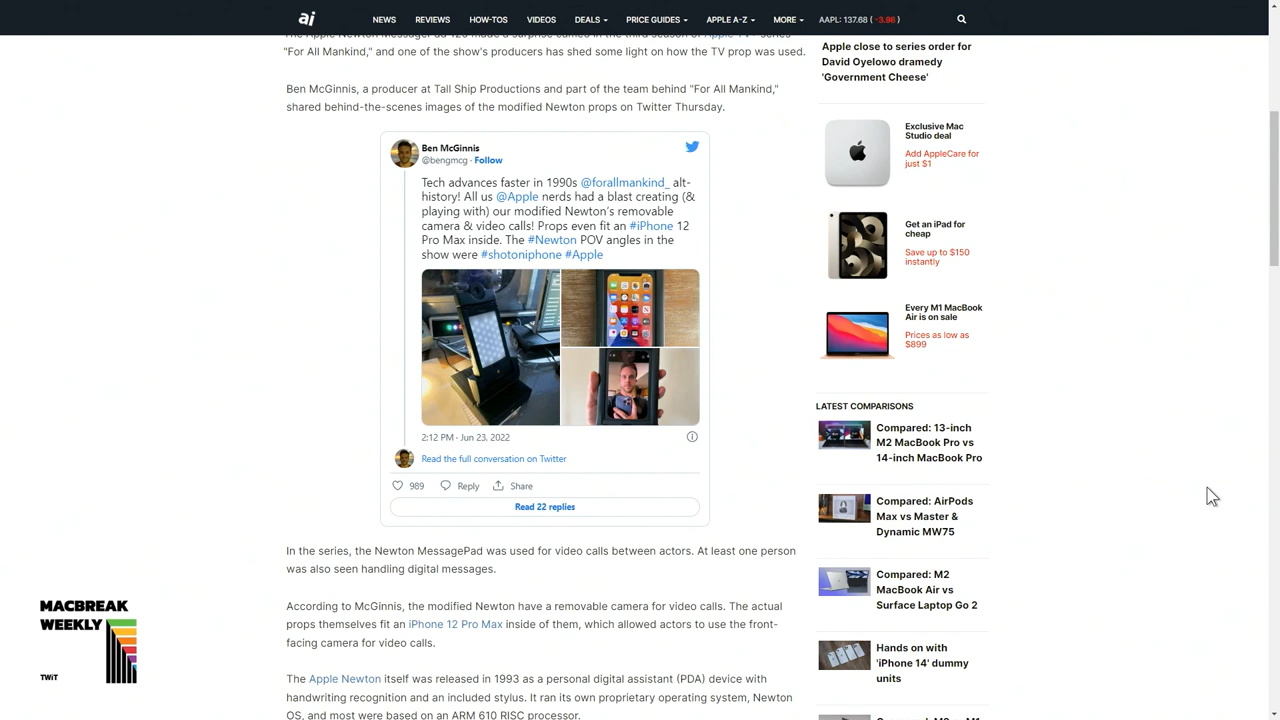 ai
NEWS REVIEWS HOW-TOS VIDEOS DEALS PRICE GUIDES APPLE A-Z MORE AAPL: 137.68 ( -3.98 )
"For All Mankind," and one of the show's producers has shed some light on how the TV prop was used.
Ben McGinnis, a producer at Tall Ship Productions and part of the team behind "For All Mankind,"
shared behind-the-scenes images of the modified Newton props on Twitter Thursday.
Ben McGinnis
@bengmcg · Follow
Tech advances faster in 1990s @forallmankind_ alt-
history! All us @Apple nerds had a blast creating (&
playing with) our modified Newton's removable
camera & video calls! Props even fit an #iPhone 12
Pro Max inside. The #Newton POV angles in the
show were #shotoniphone #Apple
2:12 PM · Jun 23, 2022
Read the full conversation on Twitter
989 Reply Share
Read 22 replies
In the series, the Newton MessagePad was used for video calls between actors. At least one person
was also seen handling digital messages.
According to McGinnis, the modified Newton have a removable camera for video calls. The actual
props themselves fit an iPhone 12 Pro Max inside of them, which allowed actors to use the front-
facing camera for video calls.
The Apple Newton itself was released in 1993 as a personal digital assistant (PDA) device with
handwriting recognition and an included stylus. It ran its own proprietary operating system, Newton
OS, and most were based on an ARM 610 RISC processor.
Apple close to series order for
David Oyelowo dramedy
'Government Cheese'
Exclusive Mac
Studio deal
Add AppleCare for
just $1
Get an iPad for
cheap
Save up to $150
instantly
Every M1 MacBook
Air is on sale
Prices as low as
$899
LATEST COMPARISONS
Compared: 13-inch
M2 MacBook Pro vs
14-inch MacBook Pro
Compared: AirPods
Max vs Master &
Dynamic MW75
Compared: M2
MacBook Air vs
Surface Laptop Go 2
Hands on with
'iPhone 14' dummy
units
MACBREAK
WEEKLY
TWiT